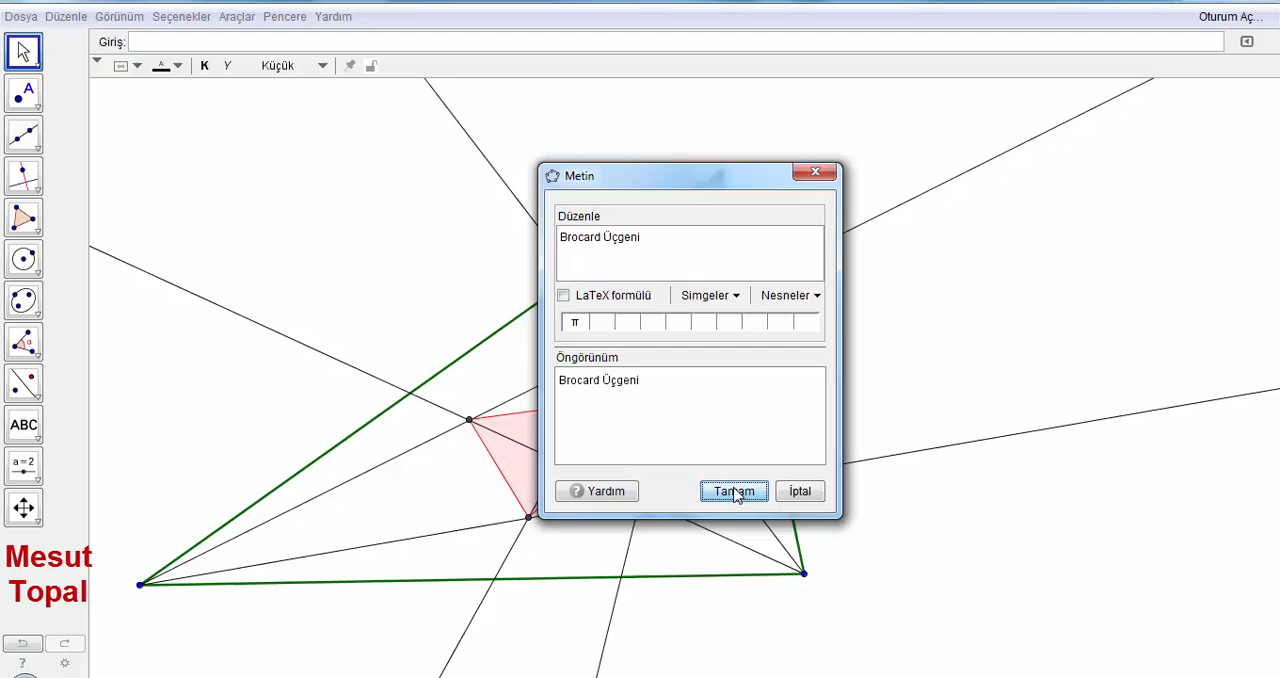 Dosya Düzenle Görünüm Seçenekler Araçlar Pencere Yardım Oturum Aç...
Giriş:
A K Y Küçük
A
Metin
Düzenle
Brocard Üçgeni
LaTeX formülü Simgeler Nesneler
π
Öngörünüm
Brocard Üçgeni
? Yardım Tamam İptal
α
ABC
a=2
Mesut
Topal
?